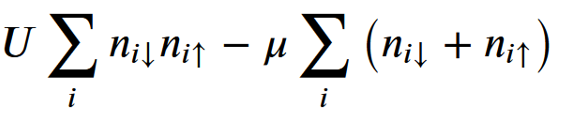 U ∑_i n_{i↓} n_{i↑} − μ ∑_i (n_{i↓} + n_{i↑})